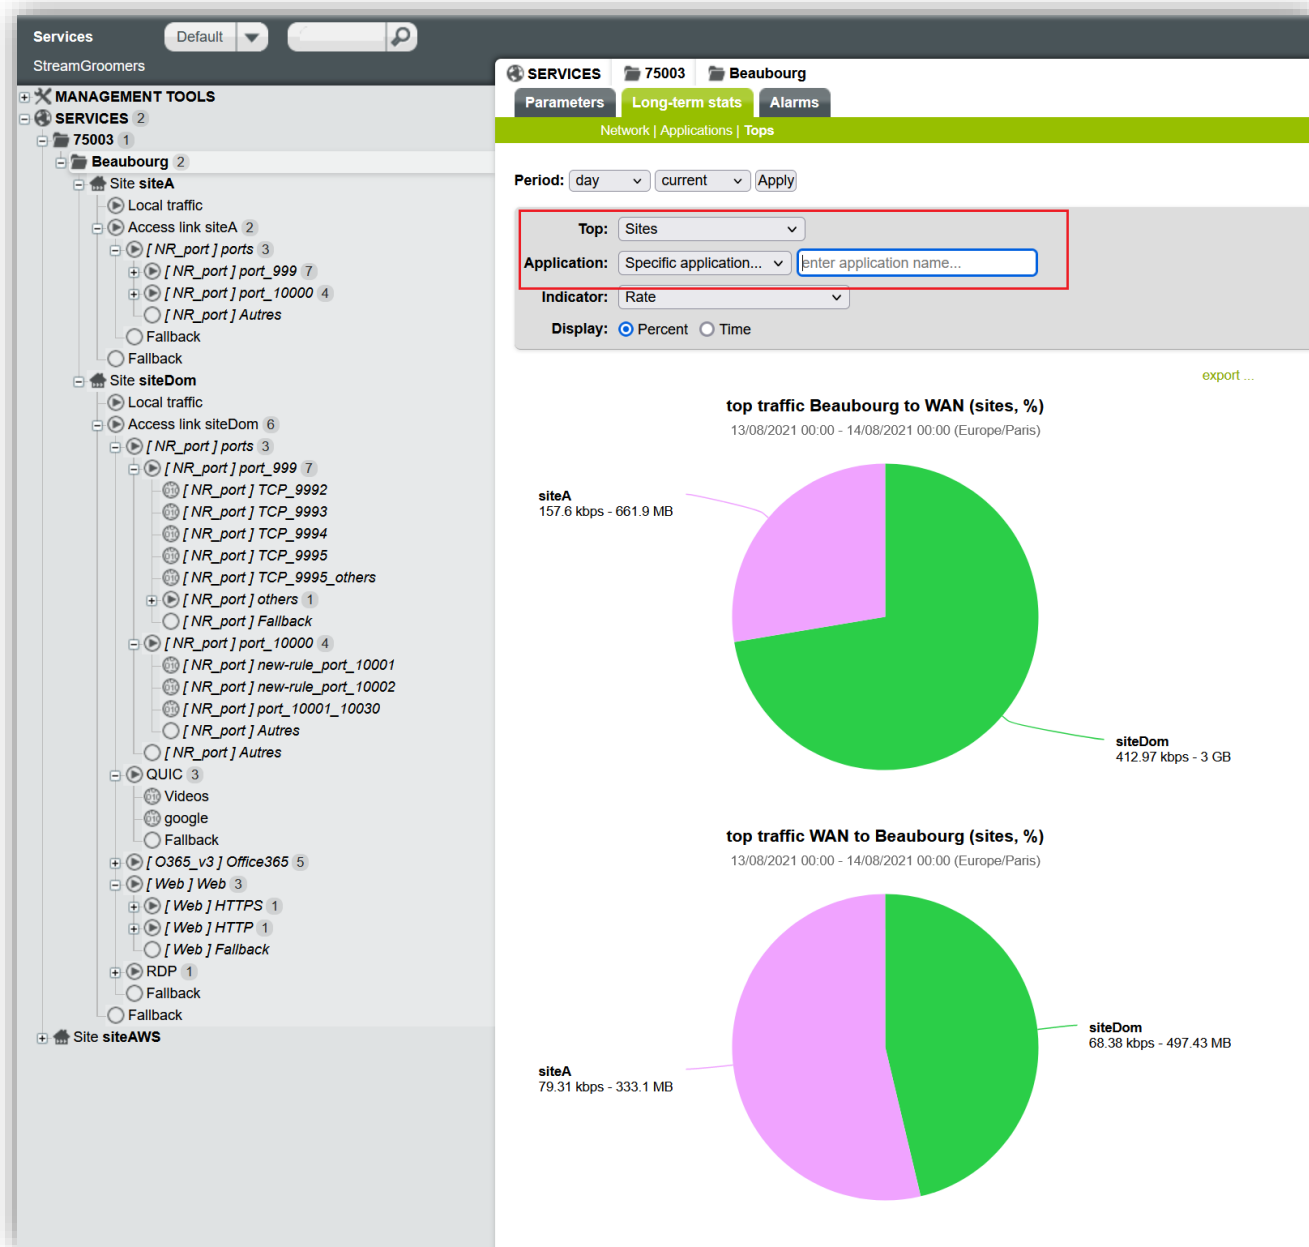 Services
Default
StreamGroomers
MANAGEMENT TOOLS
SERVICES 2
75003 1
Beaubourg 2
Site siteA
Local traffic
Access link siteA 2
[ NR_port ] ports 3
[ NR_port ] port_999 7
[ NR_port ] port_10000 4
[ NR_port ] Autres
Fallback
Fallback
Site siteDom
Local traffic
Access link siteDom 6
[ NR_port ] ports 3
[ NR_port ] port_999 7
[ NR_port ] TCP_9992
[ NR_port ] TCP_9993
[ NR_port ] TCP_9994
[ NR_port ] TCP_9995
[ NR_port ] TCP_9995_others
[ NR_port ] others 1
[ NR_port ] Fallback
[ NR_port ] port_10000 4
[ NR_port ] new-rule_port_10001
[ NR_port ] new-rule_port_10002
[ NR_port ] port_10001_10030
[ NR_port ] Autres
[ NR_port ] Autres
QUIC 3
Videos
google
Fallback
[ O365_v3 ] Office365 5
[ Web ] Web 3
[ Web ] HTTPS 1
[ Web ] HTTP 1
[ Web ] Fallback
RDP 1
Fallback
Fallback
Site siteAWS
SERVICES 75003 Beaubourg
Parameters Long-term stats Alarms
Network | Applications | Tops
Period: day current Apply
Top: Sites
Application: Specific application... enter application name...
Indicator: Rate
Display: Percent Time
export ...
top traffic Beaubourg to WAN (sites, %)
13/08/2021 00:00 - 14/08/2021 00:00 (Europe/Paris)
siteA
157.6 kbps - 661.9 MB
siteDom
412.97 kbps - 3 GB
top traffic WAN to Beaubourg (sites, %)
13/08/2021 00:00 - 14/08/2021 00:00 (Europe/Paris)
siteDom
68.38 kbps - 497.43 MB
siteA
79.31 kbps - 333.1 MB